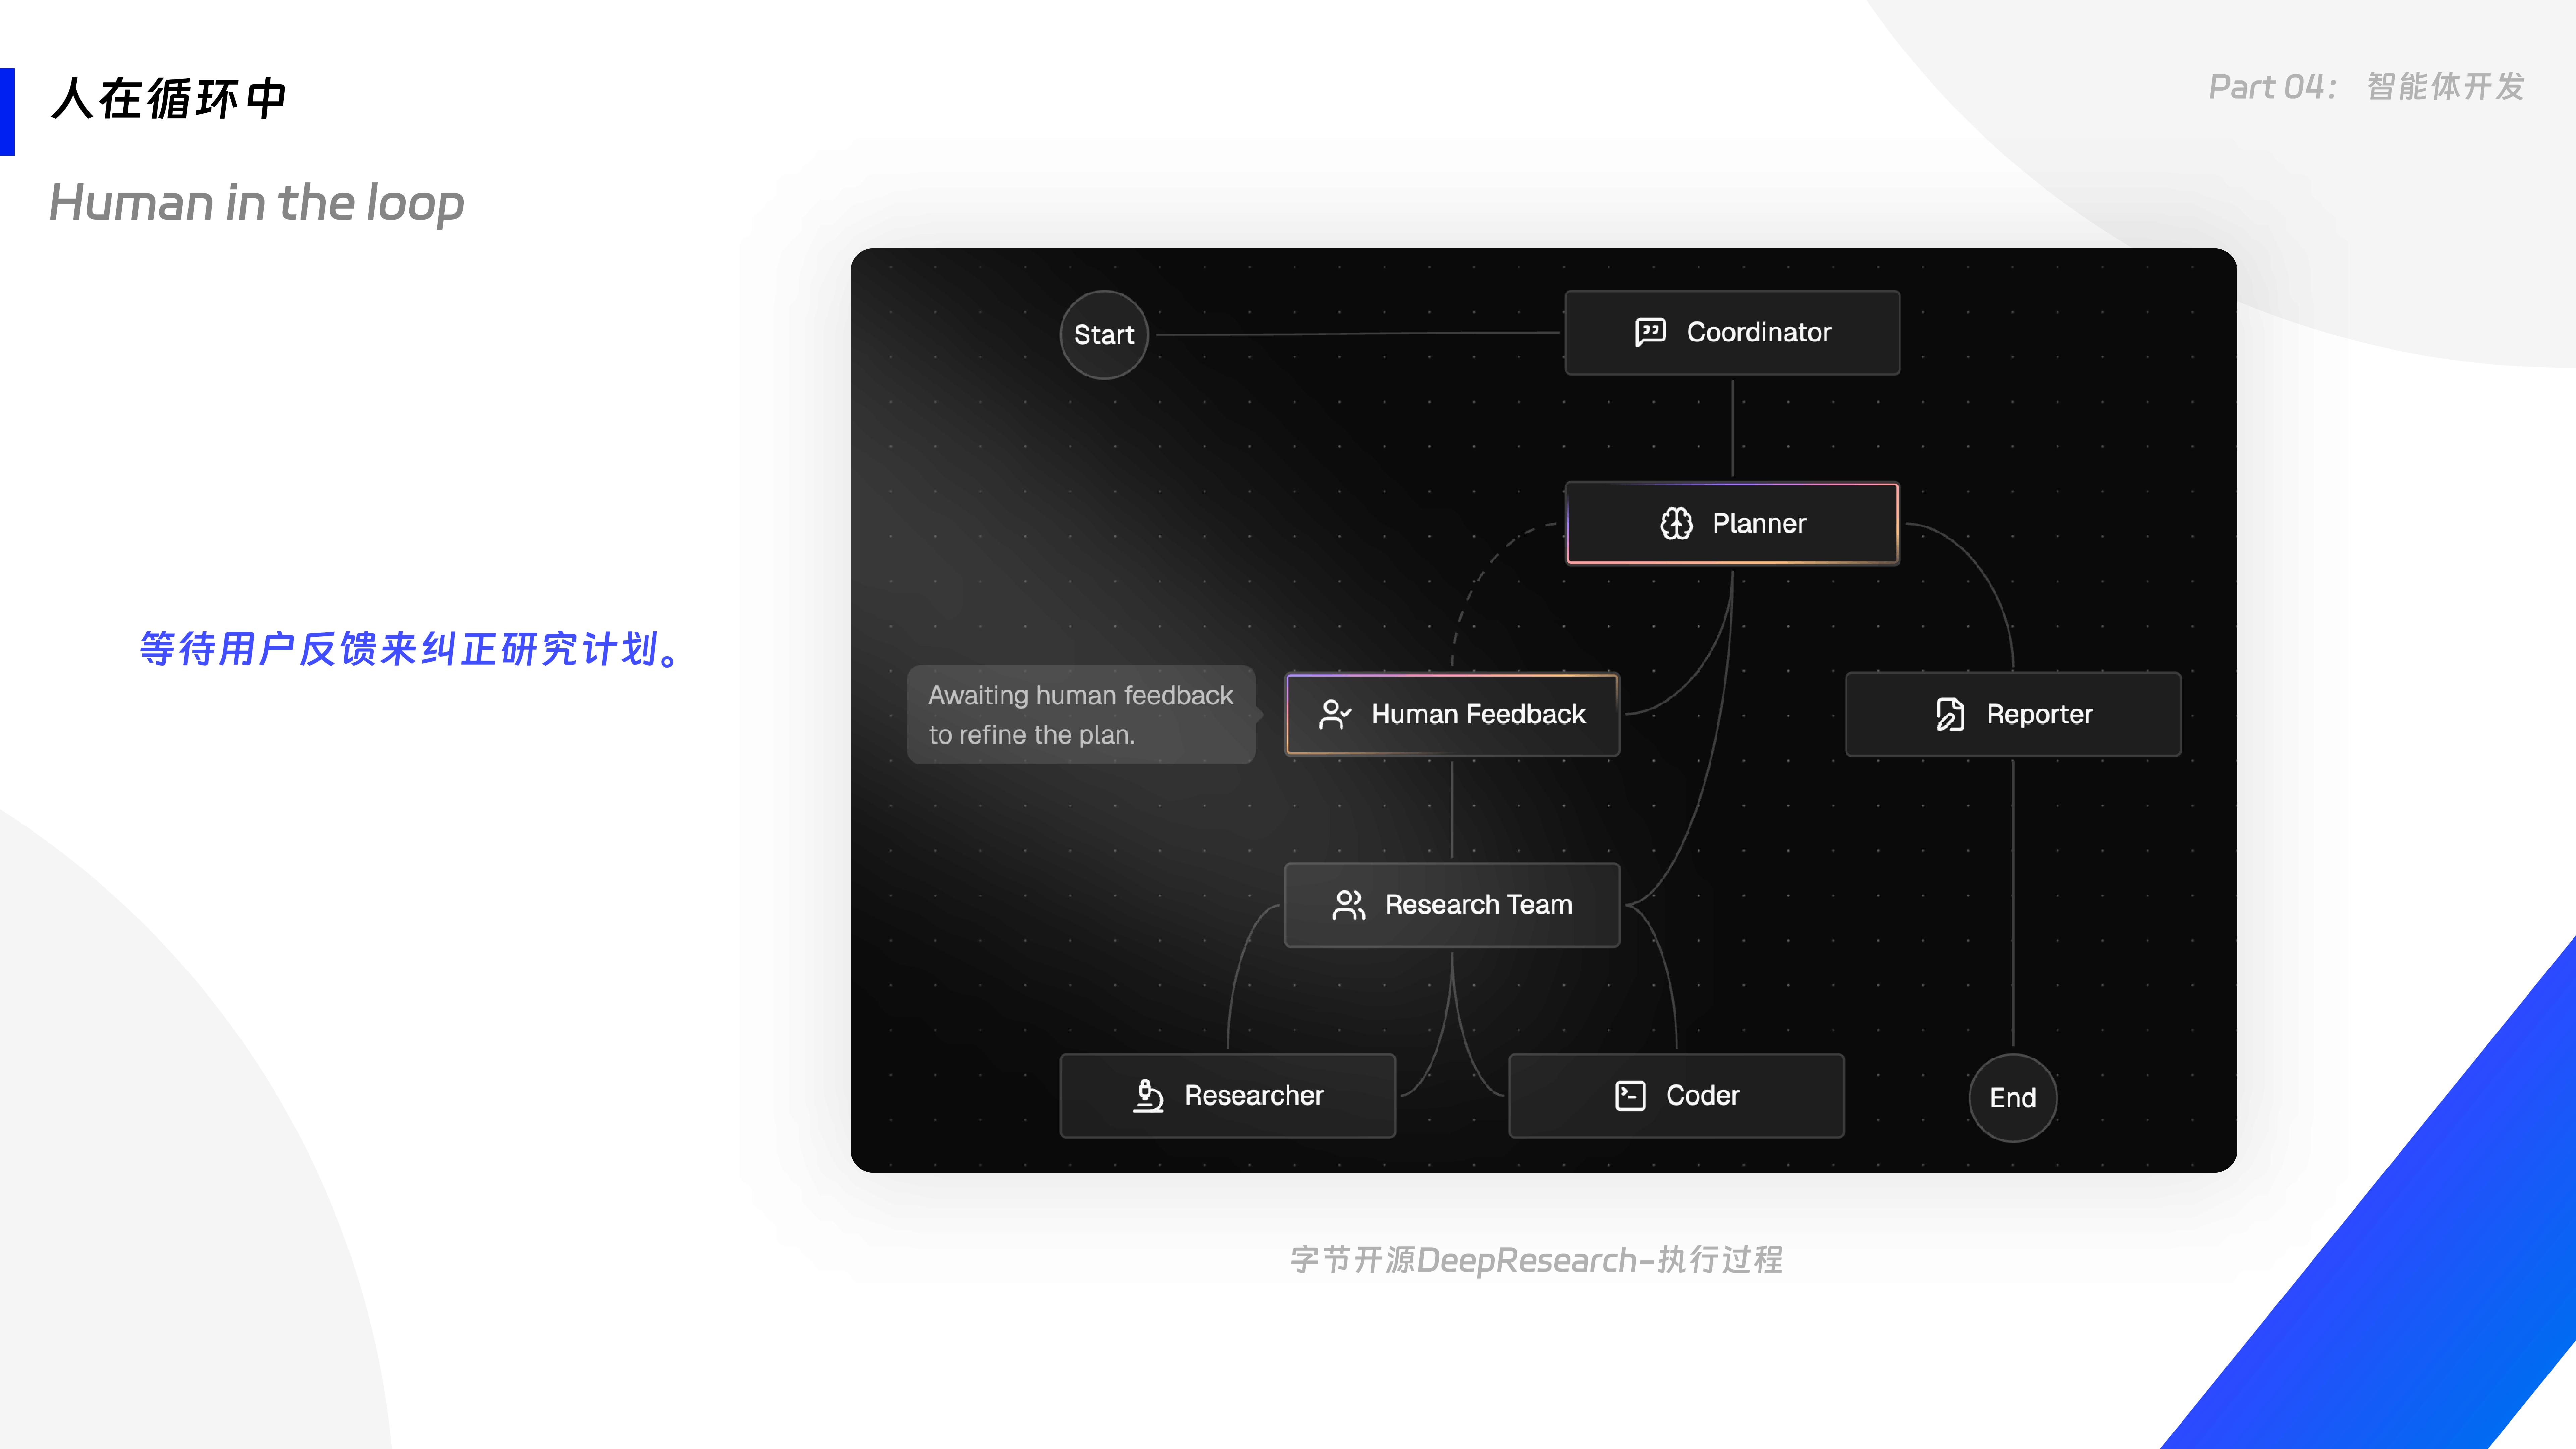 人在循环中
Part 04： 智能体开发
Human in the loop
Start
Coordinator
Planner
等待用户反馈来纠正研究计划。
Awaiting human feedback
to refine the plan.
Human Feedback
Reporter
Research Team
Researcher
Coder
End
字节开源DeepResearch-执行过程